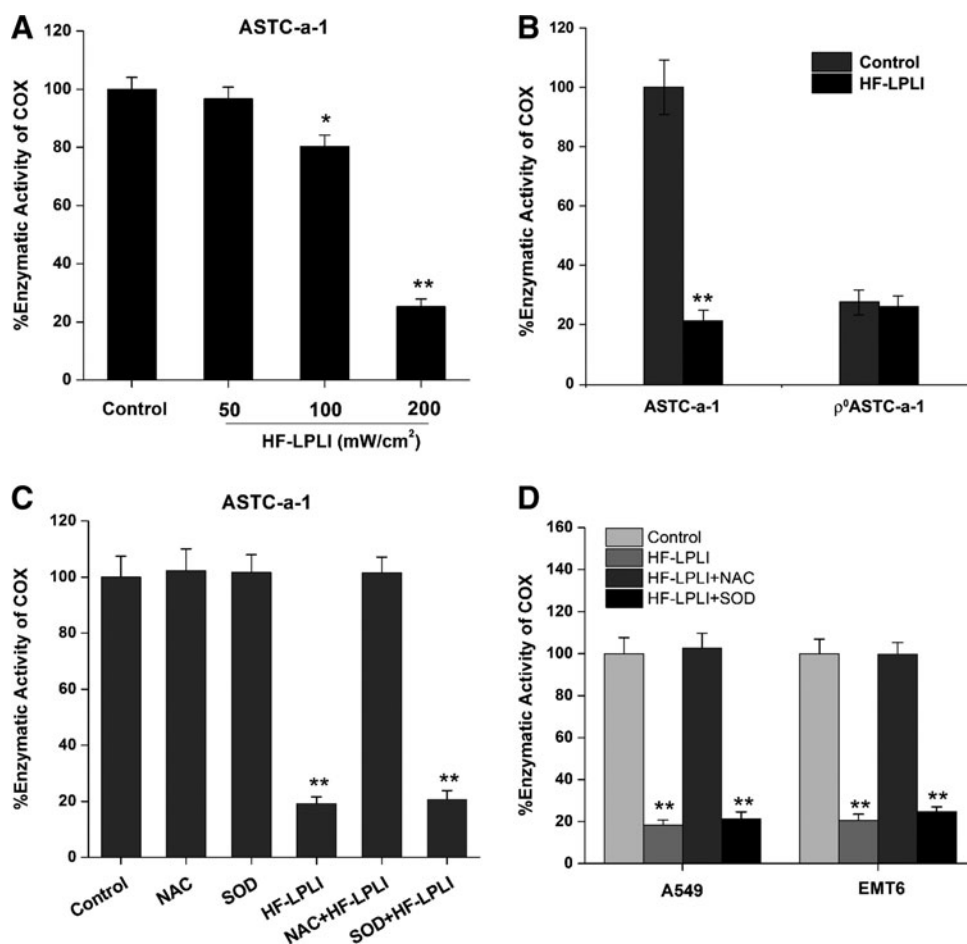 A
ASTC-a-1
%Enzymatic Activity of COX
120
100
80
60
40
20
0
*
**
Control
50
100
200
HF-LPLI (mW/cm²)
B
%Enzymatic Activity of COX
120
100
80
60
40
20
0
Control
HF-LPLI
**
ASTC-a-1
ρ⁰ASTC-a-1
C
ASTC-a-1
%Enzymatic Activity of COX
120
100
80
60
40
20
0
**
**
Control
NAC
SOD
HF-LPLI
NAC+HF-LPLI
SOD+HF-LPLI
D
%Enzymatic Activity of COX
160
140
120
100
80
60
40
20
0
Control
HF-LPLI
HF-LPLI+NAC
HF-LPLI+SOD
**
**
**
**
A549
EMT6